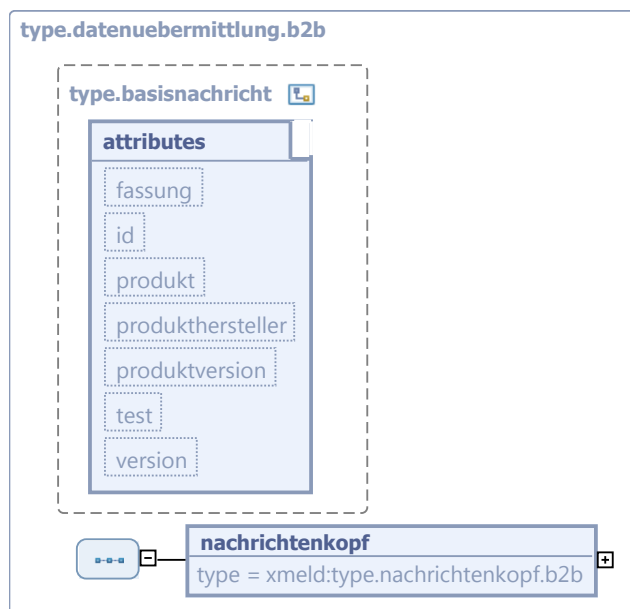 type.datenuebermittlung.b2b
type.basisnachricht
attributes
fassung
id
produkt
produkthersteller
produktversion
test
version
nachrichtenkopf
type = xmeld:type.nachrichtenkopf.b2b